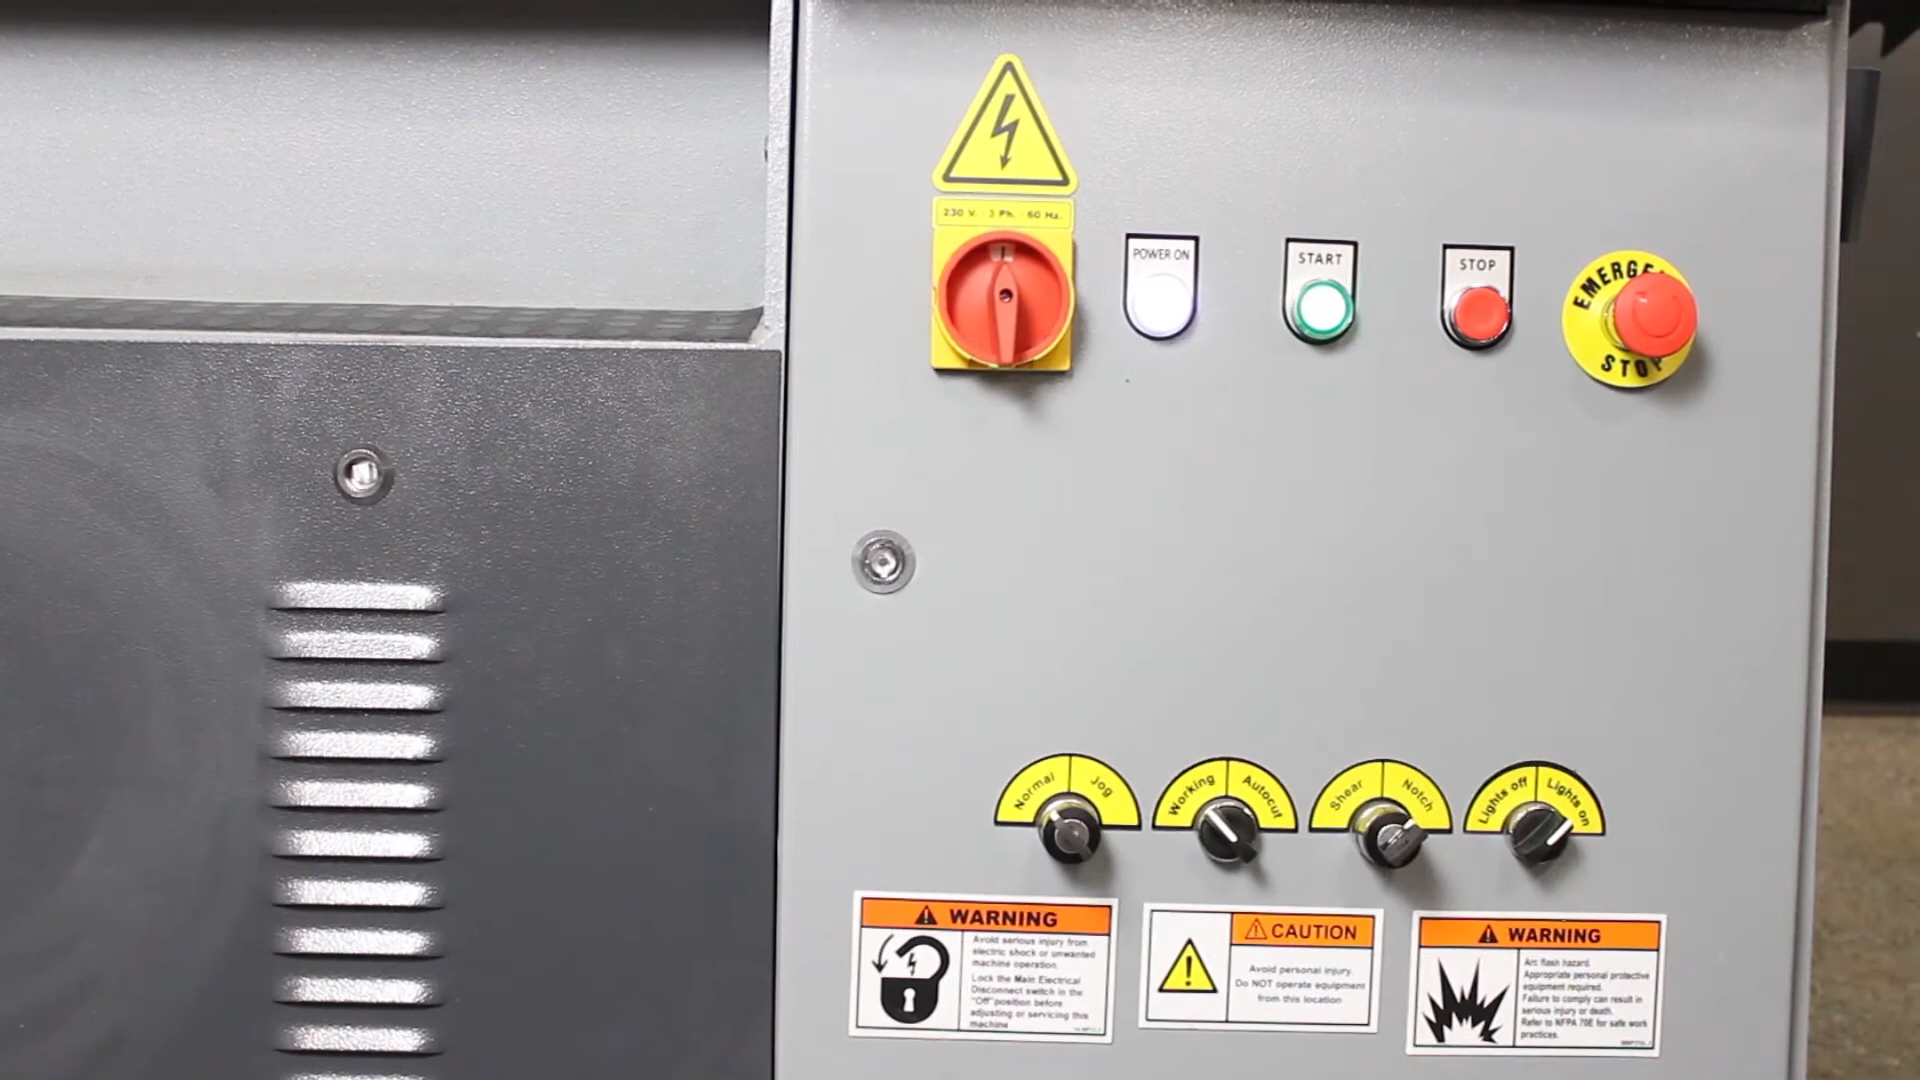 230 V. 3 Ph. 60 Hz.
I
POWER ON
START
STOP
EMERGE
STOP
Normal
Jog
Working
Autocut
Shear
Notch
Lights off
Lights on
WARNING
Avoid serious injury from
electric shock or unwanted
machine operation.
Lock the Main Electrical
Disconnect switch in the
"Off" position before
adjusting or servicing this
machine
CAUTION
Avoid personal injury.
Do NOT operate equipment
from this location
WARNING
Arc flash hazard.
Appropriate personal protective
equipment required.
Failure to comply can result in
serious injury or death.
Refer to NFPA 70E for safe work
practices.